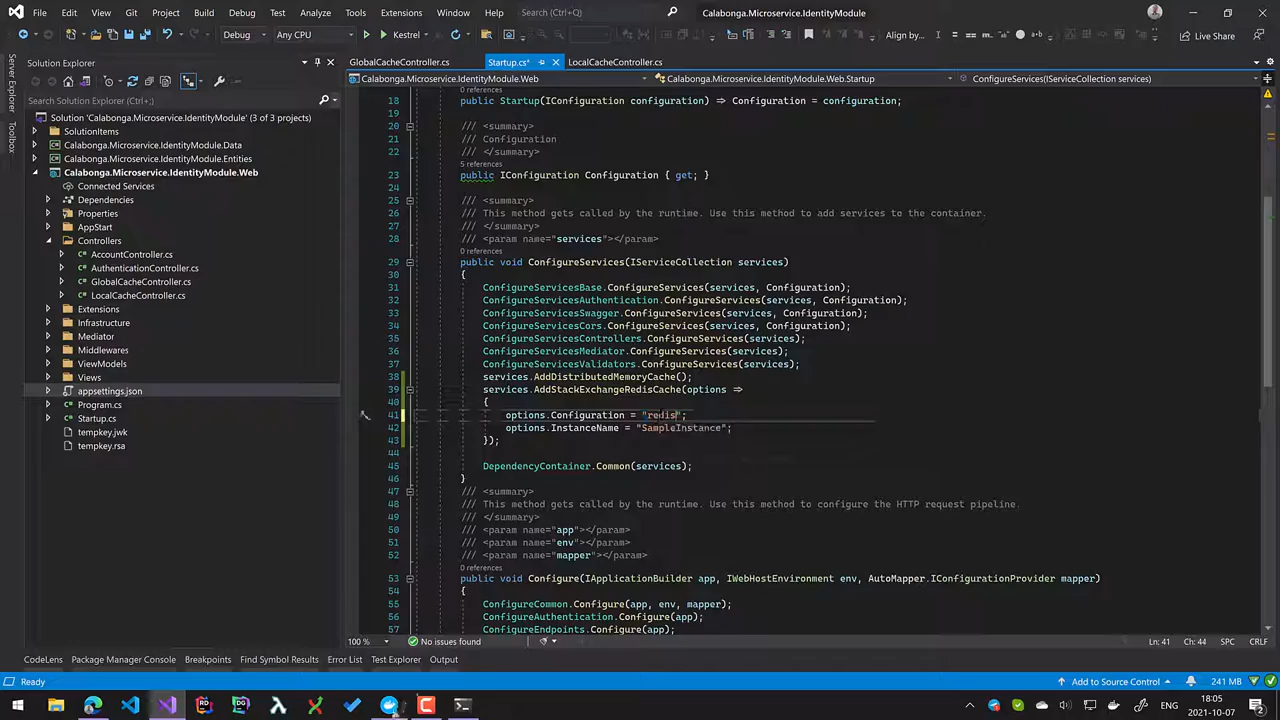 File Edit View Git Project Build Debug Test Analyze Tools Extensions Window Help Search (Ctrl+Q) Calabonga.Microservice.IdentityModule
Debug Any CPU Kestrel Align by... Live Share
Server Explorer
Toolbox
Solution Explorer
Search Solution Explorer (Ctrl+;)
Solution 'Calabonga.Microservice.IdentityModule' (3 of 3 projects)
SolutionItems
Calabonga.Microservice.IdentityModule.Data
Calabonga.Microservice.IdentityModule.Entities
Calabonga.Microservice.IdentityModule.Web
Connected Services
Dependencies
Properties
AppStart
Controllers
AccountController.cs
AuthenticationController.cs
GlobalCacheController.cs
LocalCacheController.cs
Extensions
Infrastructure
Mediator
Middlewares
ViewModels
Views
appsettings.json
Program.cs
Startup.cs
tempkey.jwk
tempkey.rsa
GlobalCacheController.cs Startup.cs* LocalCacheController.cs
Calabonga.Microservice.IdentityModule.Web Calabonga.Microservice.IdentityModule.Web.Startup ConfigureServices(IServiceCollection services)
0 references
18 public Startup(IConfiguration configuration) => Configuration = configuration;
19
20 /// <summary>
21 /// Configuration
22 /// </summary>
5 references
23 public IConfiguration Configuration { get; }
24
25 /// <summary>
26 /// This method gets called by the runtime. Use this method to add services to the container.
27 /// </summary>
28 /// <param name="services"></param>
0 references
29 public void ConfigureServices(IServiceCollection services)
30 {
31 ConfigureServicesBase.ConfigureServices(services, Configuration);
32 ConfigureServicesAuthentication.ConfigureServices(services, Configuration);
33 ConfigureServicesSwagger.ConfigureServices(services, Configuration);
34 ConfigureServicesCors.ConfigureServices(services, Configuration);
35 ConfigureServicesControllers.ConfigureServices(services);
36 ConfigureServicesMediator.ConfigureServices(services);
37 ConfigureServicesValidators.ConfigureServices(services);
38 services.AddDistributedMemoryCache();
39 services.AddStackExchangeRedisCache(options =>
40 {
41 options.Configuration = "redis";
42 options.InstanceName = "SampleInstance";
43 });
44
45 DependencyContainer.Common(services);
46 }
47 /// <summary>
48 /// This method gets called by the runtime. Use this method to configure the HTTP request pipeline.
49 /// </summary>
50 /// <param name="app"></param>
51 /// <param name="env"></param>
52 /// <param name="mapper"></param>
0 references
53 public void Configure(IApplicationBuilder app, IWebHostEnvironment env, AutoMapper.IConfigurationProvider mapper)
54 {
55 ConfigureCommon.Configure(app, env, mapper);
56 ConfigureAuthentication.Configure(app);
57 ConfigureEndpoints.Configure(app);
100 % No issues found Ln: 41 Ch: 44 SPC CRLF
CodeLens Package Manager Console Breakpoints Find Symbol Results Error List Test Explorer Output
Ready Add to Source Control 241 MB
ENG 18:05
2021-10-07